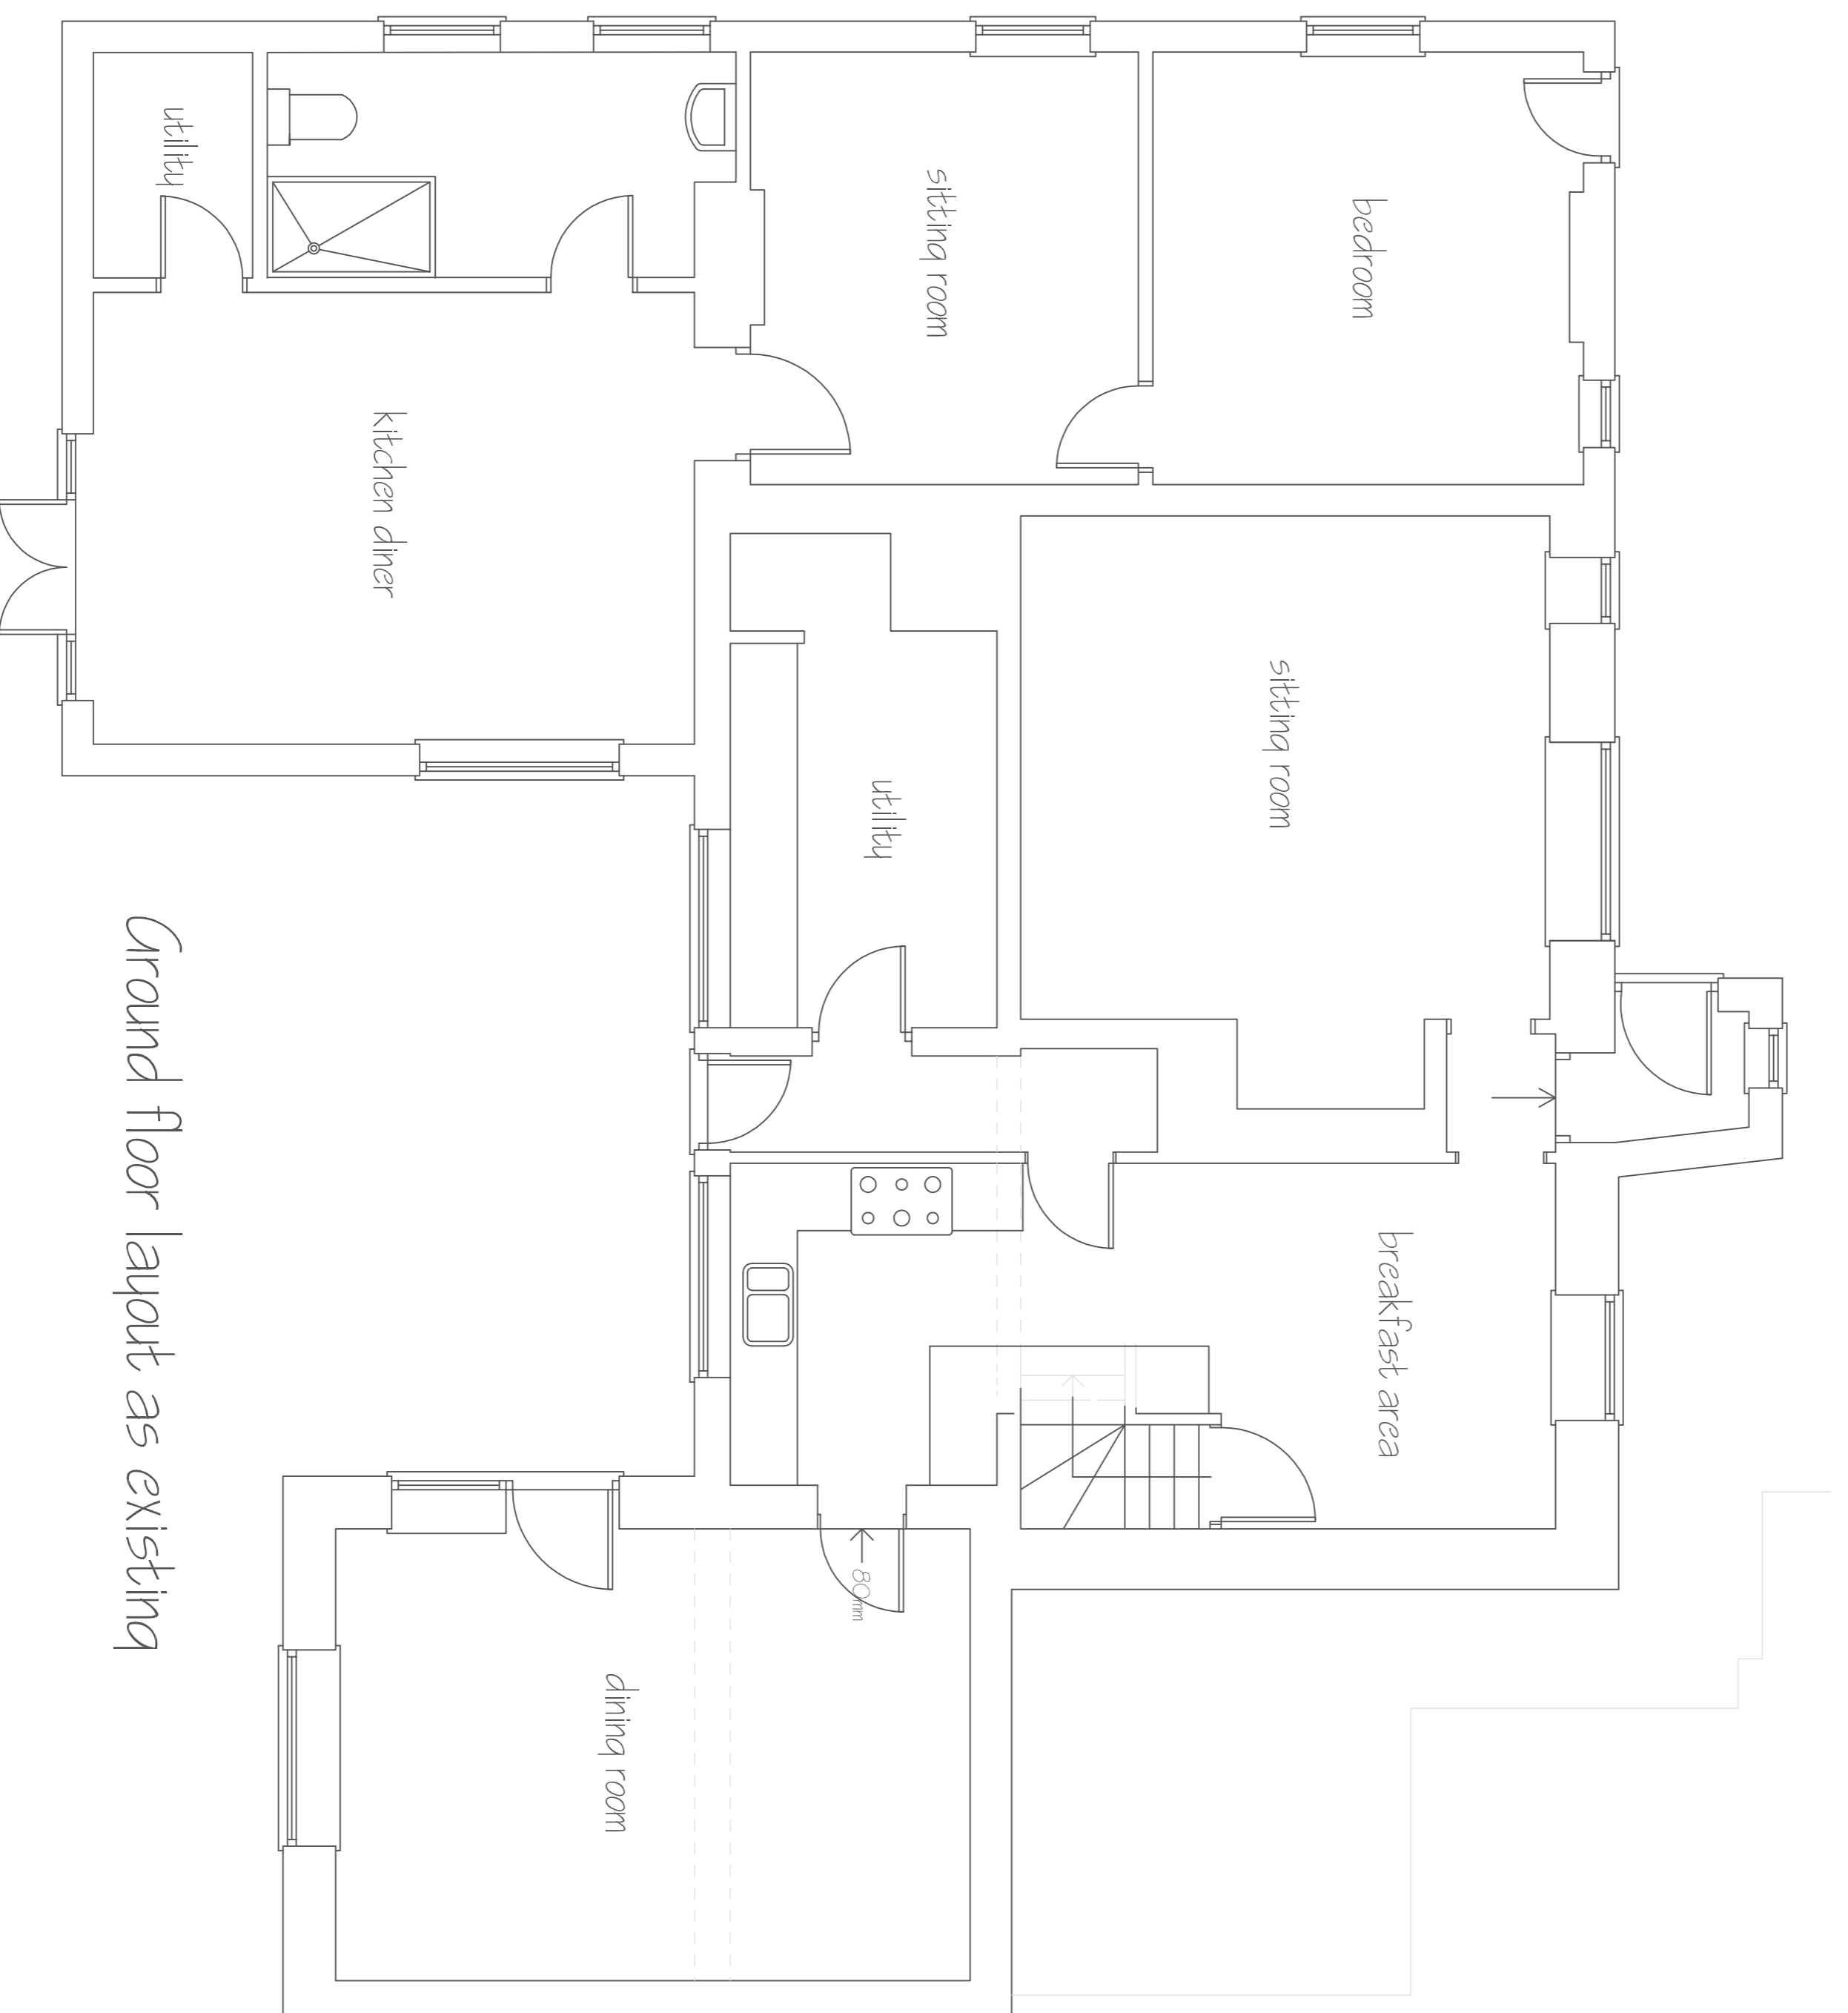 bedroom
breakfast area
sitting room
sitting room
utility
80mm
dining room
kitchen diner
utility
Ground floor layout as existing